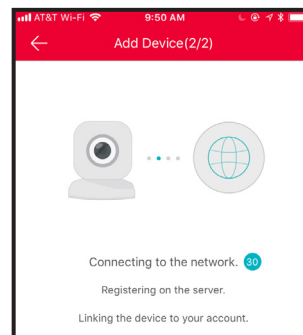 AT&T Wi-Fi 9:50 AM
Add Device(2/2)
Connecting to the network. 30
Registering on the server.
Linking the device to your account.